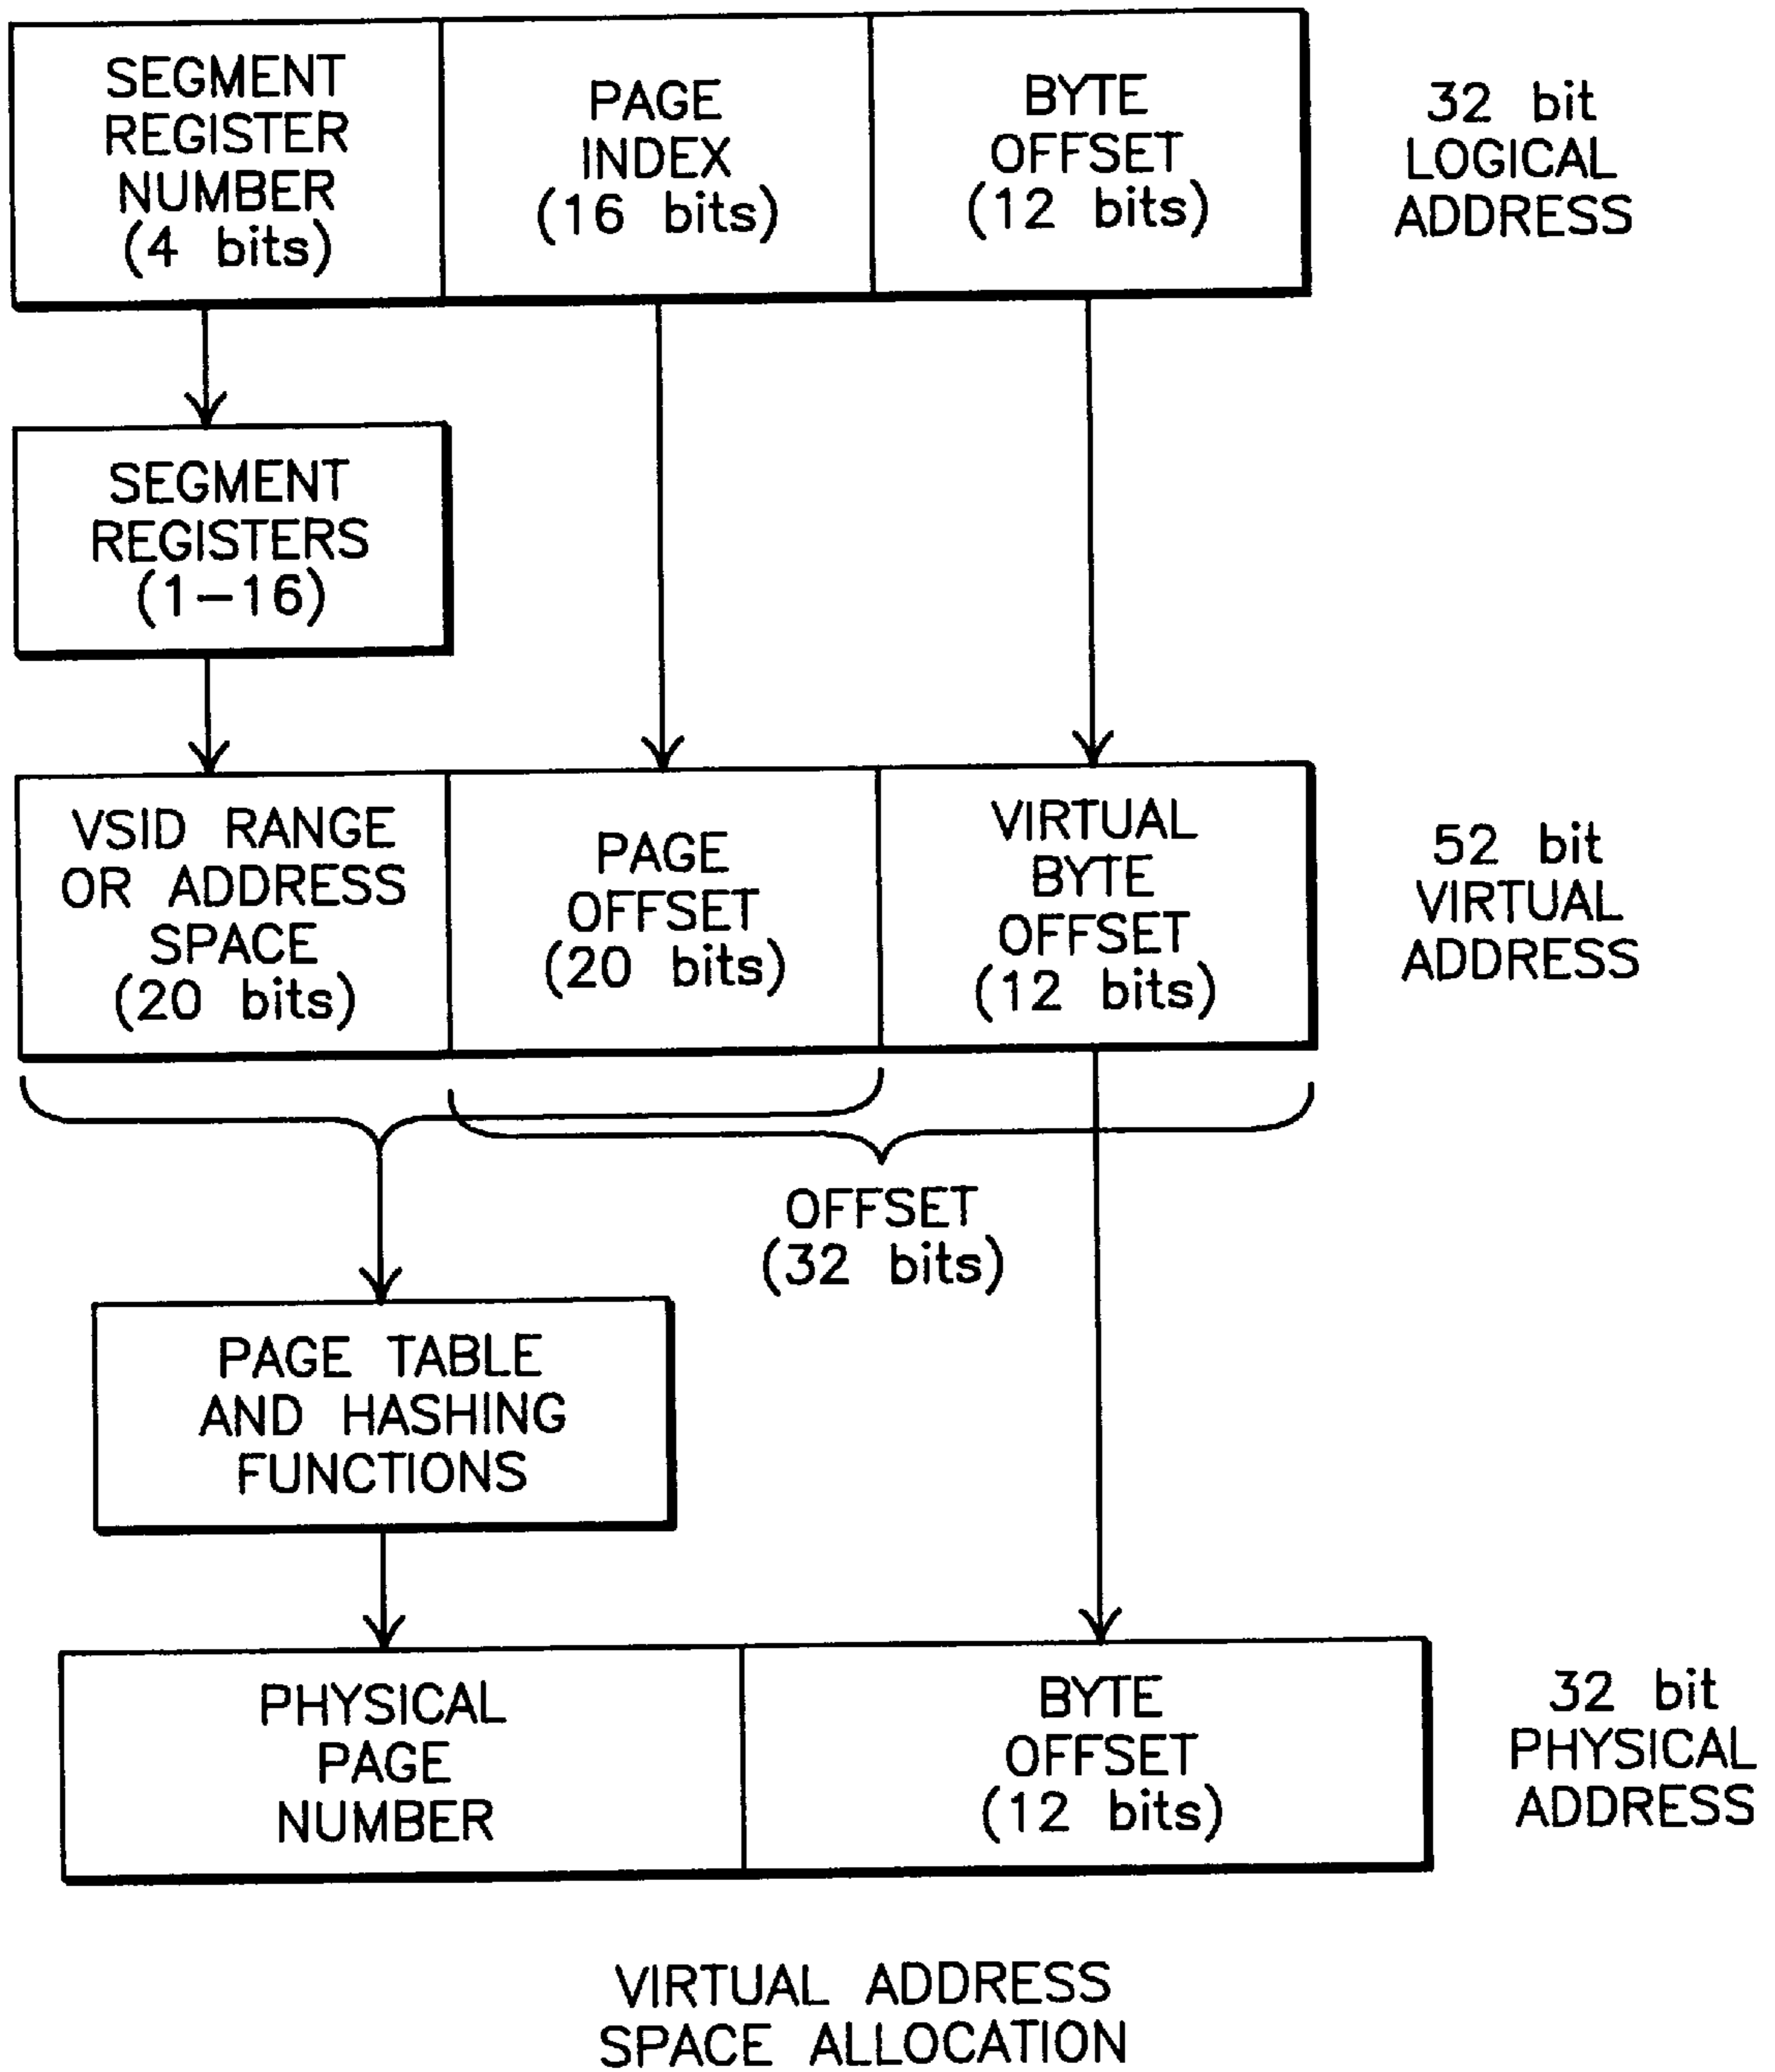 SEGMENT
REGISTER
NUMBER
(4 bits)
PAGE
INDEX
(16 bits)
BYTE
OFFSET
(12 bits)
32 bit
LOGICAL
ADDRESS
SEGMENT
REGISTERS
(1-16)
VSID RANGE
OR ADDRESS
SPACE
(20 bits)
PAGE
OFFSET
(20 bits)
VIRTUAL
BYTE
OFFSET
(12 bits)
52 bit
VIRTUAL
ADDRESS
OFFSET
(32 bits)
PAGE TABLE
AND HASHING
FUNCTIONS
PHYSICAL
PAGE
NUMBER
BYTE
OFFSET
(12 bits)
32 bit
PHYSICAL
ADDRESS
VIRTUAL ADDRESS
SPACE ALLOCATION